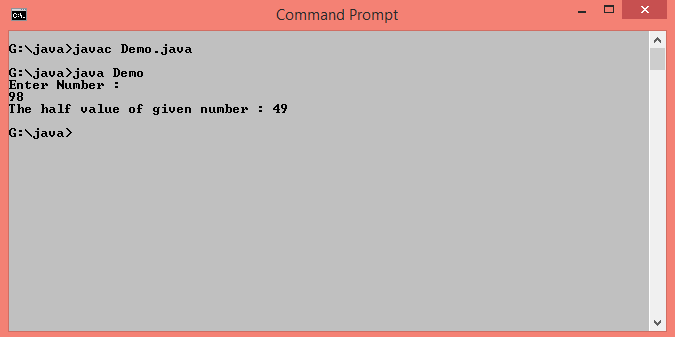 Command Prompt
G:\java>javac Demo.java
G:\java>java Demo
Enter Number :
98
The half value of given number : 49
G:\java>